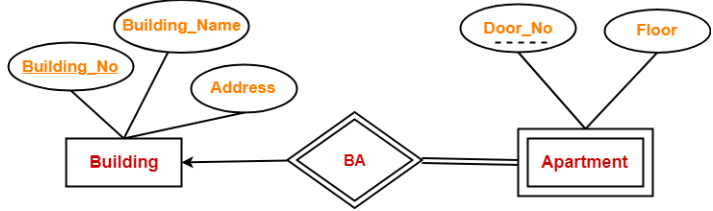 Building_Name
Door_No
Floor
Building_No
Address
Building
BA
Apartment